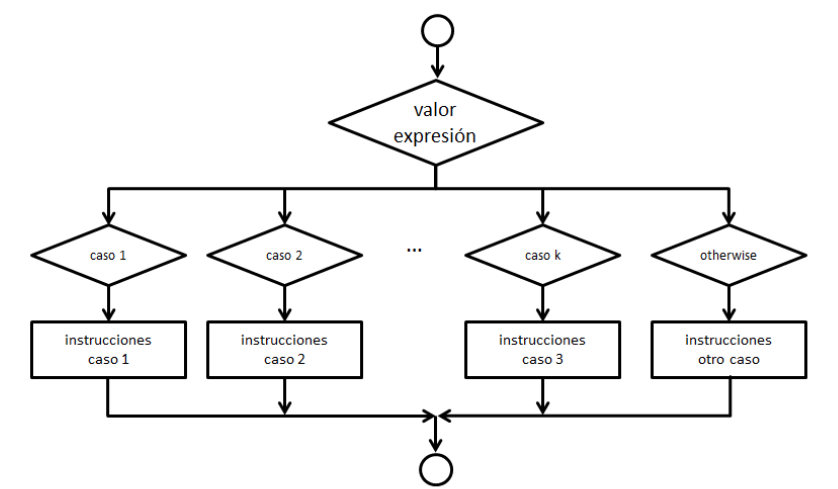 valor
expresión
caso 1
caso 2
...
caso k
otherwise
instrucciones
caso 1
instrucciones
caso 2
instrucciones
caso 3
instrucciones
otro caso